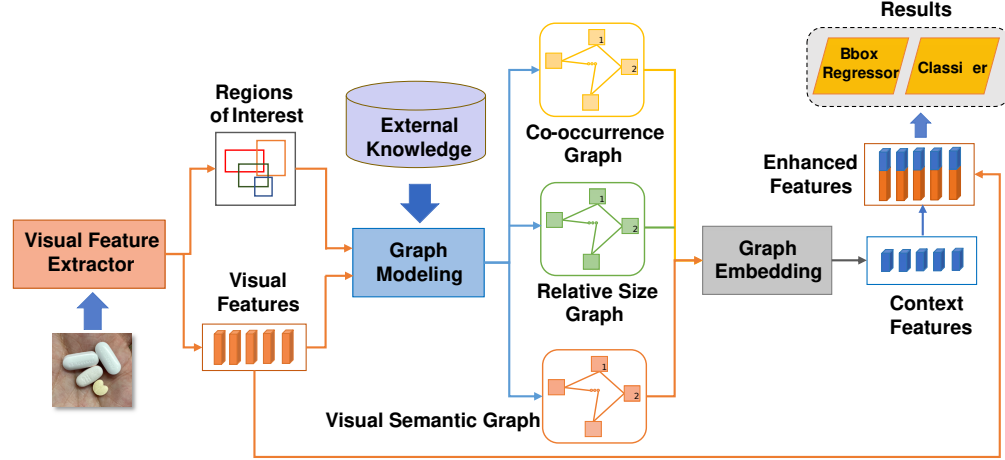 Results
Bbox
Regressor
Classi er
Regions
of Interest
External
Knowledge
1
2
Co-occurrence
Graph
Enhanced
Features
Visual Feature
Extractor
Graph
Modeling
1
2
Graph
Embedding
Visual
Features
Relative Size
Graph
Context
Features
1
2
Visual Semantic Graph